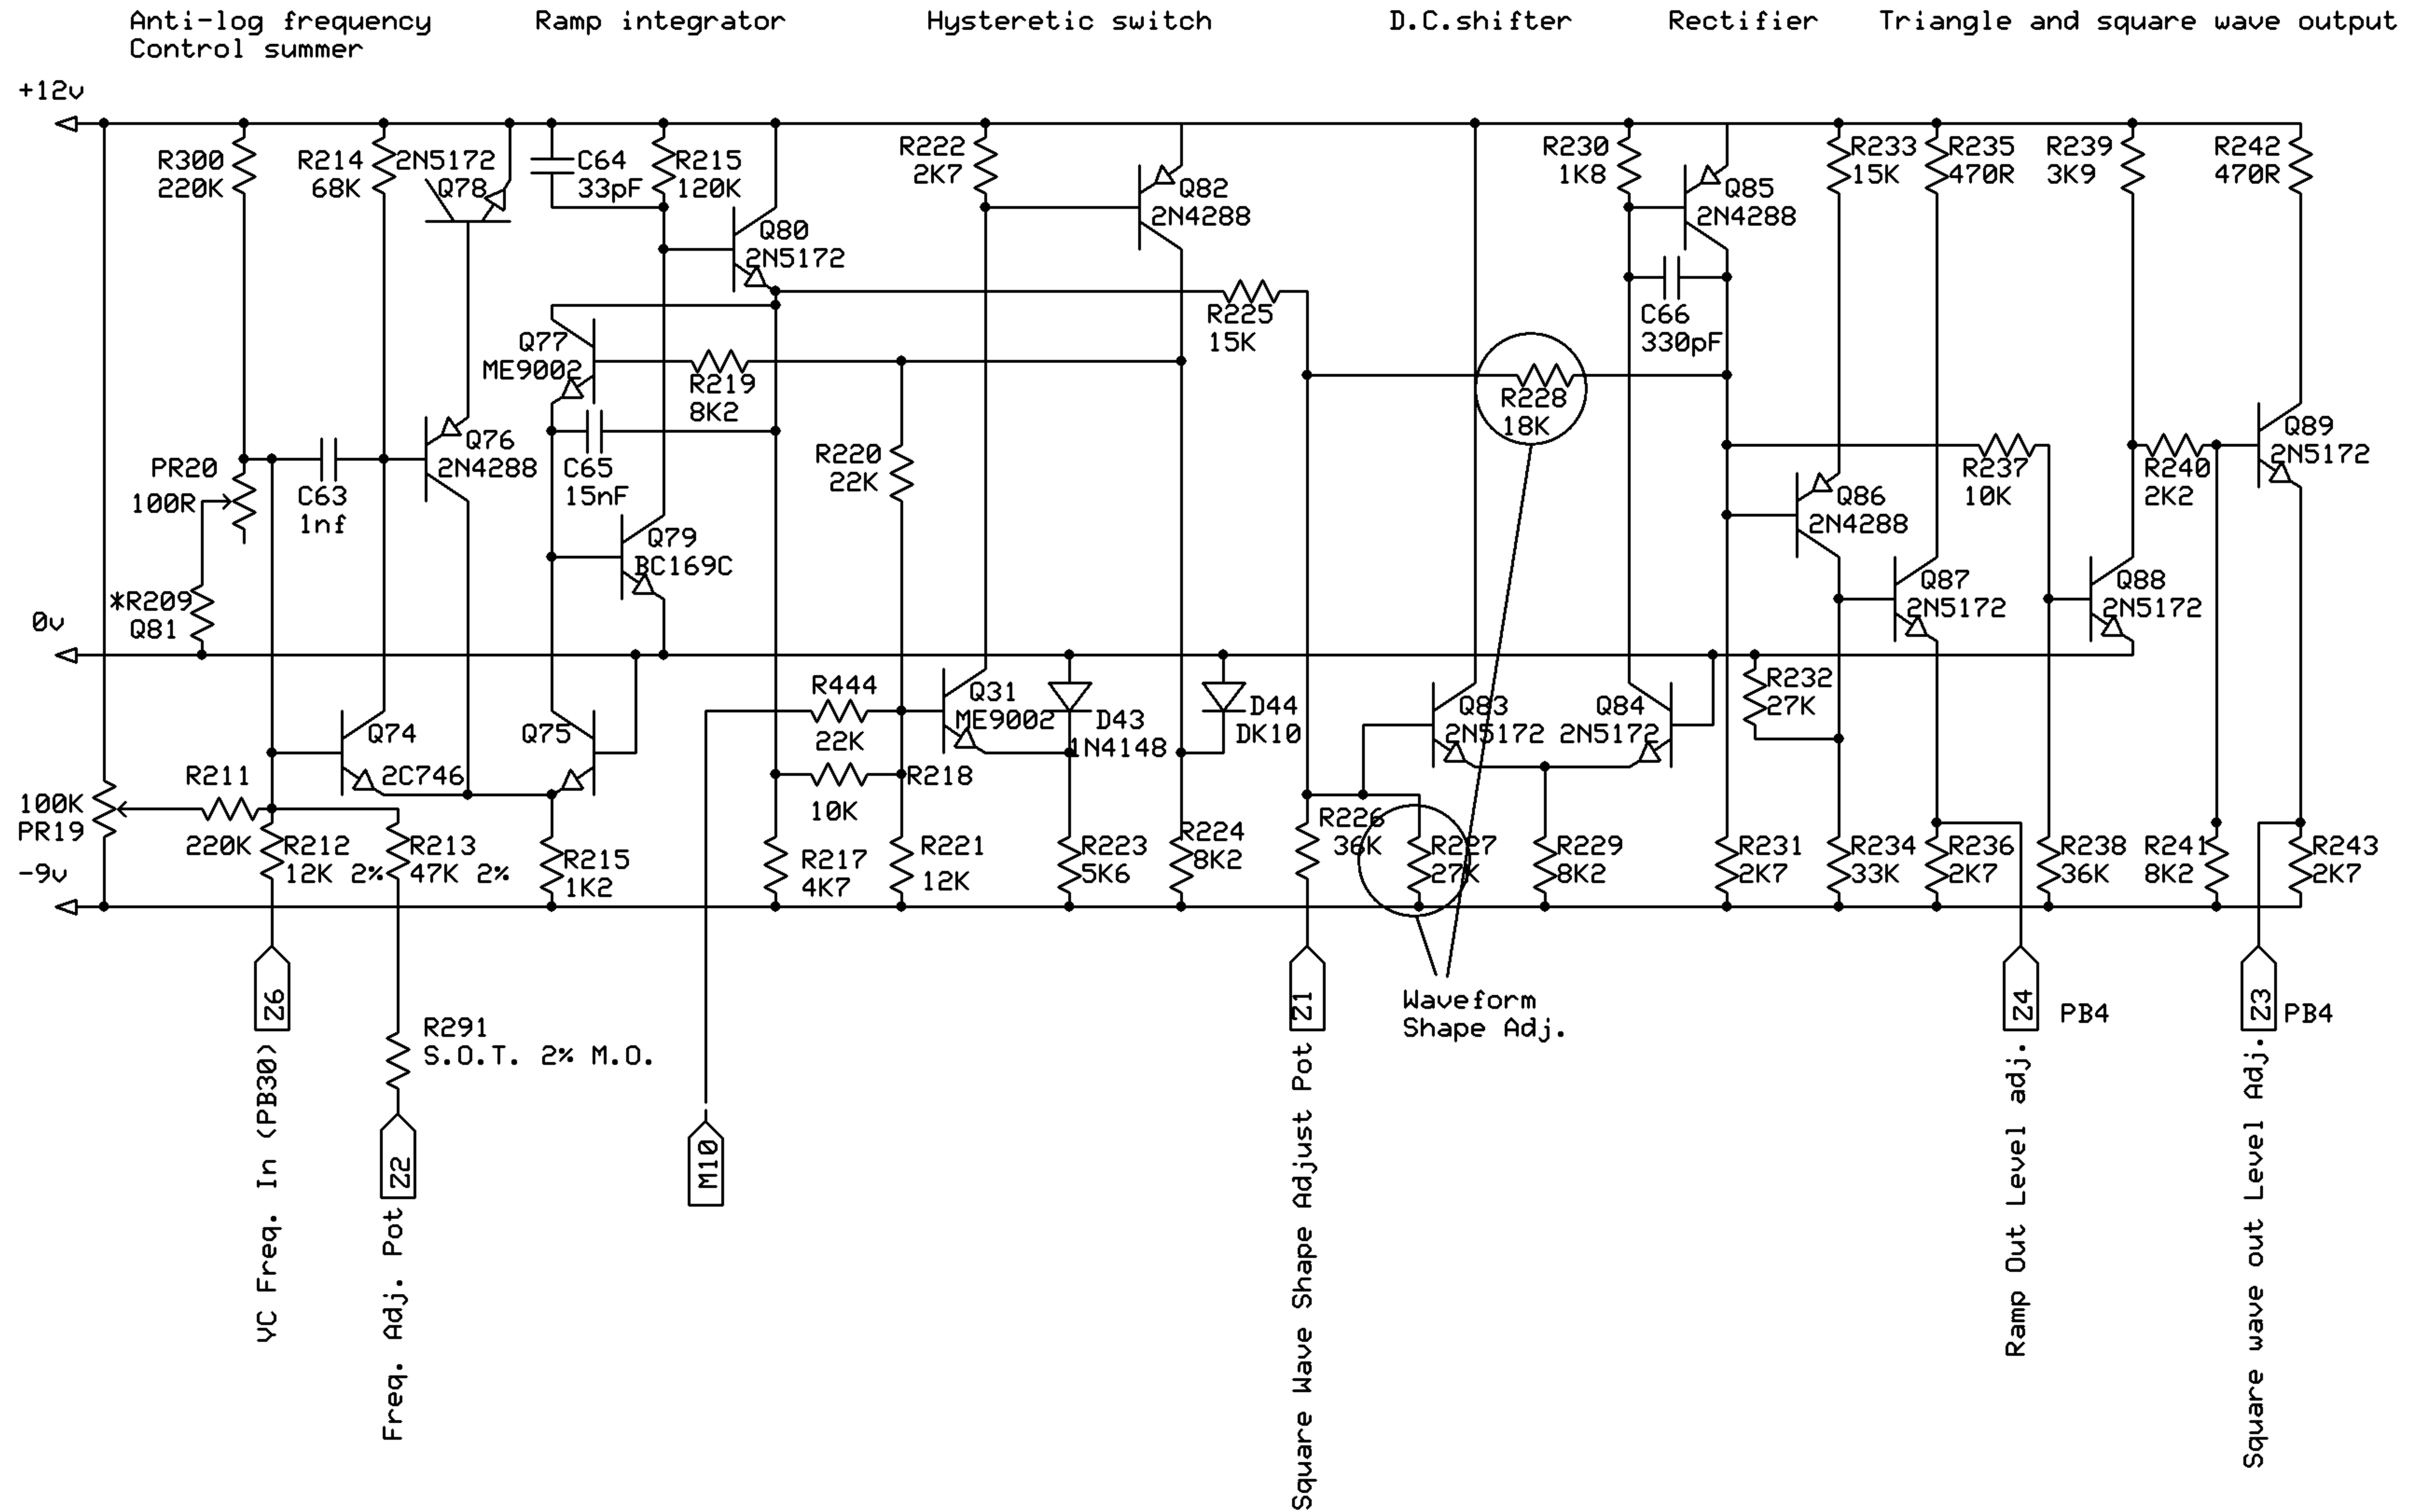 Anti-log frequency
Control summer
Ramp integrator
Hysteretic switch
D.C.shifter
Rectifier
Triangle and square wave output
+12v
R300
220K
R214
68K
2N5172
Q78
C64
33pF
R215
120K
Q80
2N5172
R222
2K7
Q82
2N4288
R230
1K8
Q85
2N4288
R233
15K
R235
470R
R239
3K9
R242
470R
Q77
ME9002
R219
8K2
R225
15K
C66
330pF
R228
18K
PR20
100R
C63
1nf
Q76
2N4288
C65
15nF
R220
22K
Q79
BC169C
Q86
2N4288
R237
10K
R240
2K2
Q89
2N5172
*R209
Q81
Q87
2N5172
Q88
2N5172
0v
Q74
2C746
Q75
R444
22K
R218
10K
Q31
ME9002
D43
1N4148
D44
DK10
Q83
2N5172
Q84
2N5172
R232
27K
100K
PR19
R211
220K
R212
12K 2%
R213
47K 2%
R215
1K2
R217
4K7
R221
12K
R223
5K6
R224
8K2
R226
36K
R227
27K
R229
8K2
R231
2K7
R234
33K
R236
2K7
R238
36K
R241
8K2
R243
2K7
-9v
Z6
VC Freq. In (PB30)
R291
S.O.T. 2% M.O.
Z2
Freq. Adj. Pot
M10
Z1
Square Wave Shape Adjust Pot
Waveform
Shape Adj.
Z4
PB4
Ramp Out Level adj.
Z3
PB4
Square wave out Level Adj.